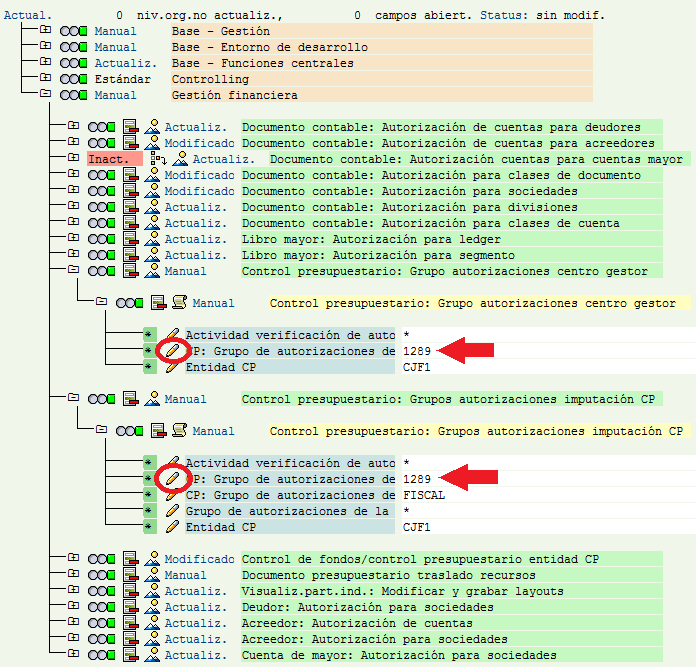 Actual. 0 niv.org.no actualiz., 0 campos abiert. Status: sin modif.
Manual Base - Gestión
Manual Base - Entorno de desarrollo
Actualiz. Base - Funciones centrales
Estándar Controlling
Manual Gestión financiera
Actualiz. Documento contable: Autorización de cuentas para deudores
Modificado Documento contable: Autorización de cuentas para acreedores
Inact. Actualiz. Documento contable: Autorización cuentas para cuentas mayor
Modificado Documento contable: Autorización para clases de documento
Modificado Documento contable: Autorización para sociedades
Actualiz. Documento contable: Autorización para divisiones
Actualiz. Documento contable: Autorización para clases de cuenta
Actualiz. Libro mayor: Autorización para ledger
Actualiz. Libro mayor: Autorización para segmento
Manual Control presupuestario: Grupo autorizaciones centro gestor
Manual Control presupuestario: Grupo autorizaciones centro gestor
* Actividad verificación de auto *
* CP: Grupo de autorizaciones de 1289
* Entidad CP CJF1
Manual Control presupuestario: Grupos autorizaciones imputación CP
Manual Control presupuestario: Grupos autorizaciones imputación CP
* Actividad verificación de auto *
* CP: Grupo de autorizaciones de 1289
* CP: Grupo de autorizaciones de FISCAL
* Grupo de autorizaciones de la *
* Entidad CP CJF1
Modificado Control de fondos/control presupuestario entidad CP
Manual Documento presupuestario traslado recursos
Actualiz. Visualiz.part.ind.: Modificar y grabar layouts
Actualiz. Deudor: Autorización para sociedades
Actualiz. Acreedor: Autorización de cuentas
Actualiz. Acreedor: Autorización para sociedades
Actualiz. Cuenta de mayor: Autorización para sociedades